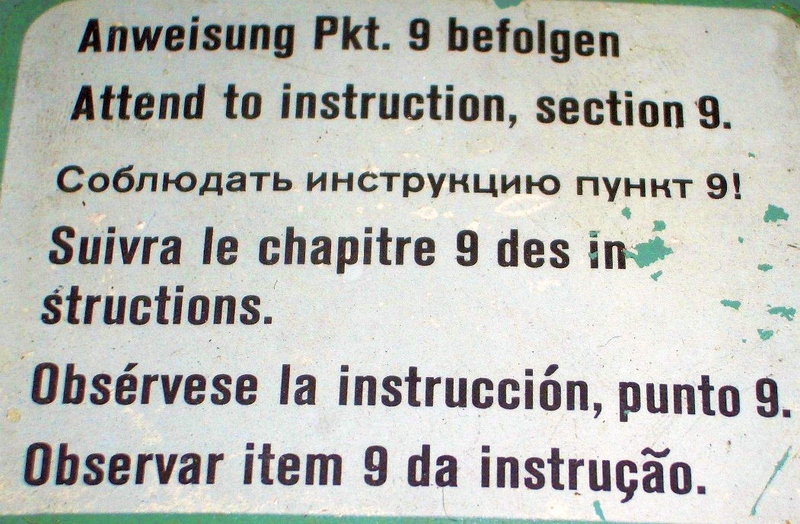 Anweisung Pkt. 9 befolgen
Attend to instruction, section 9.
Соблюдать инструкцию пункт 9!
Suivra le chapitre 9 des in
structions.
Obsérvese la instrucción, punto 9.
Observar item 9 da instrução.